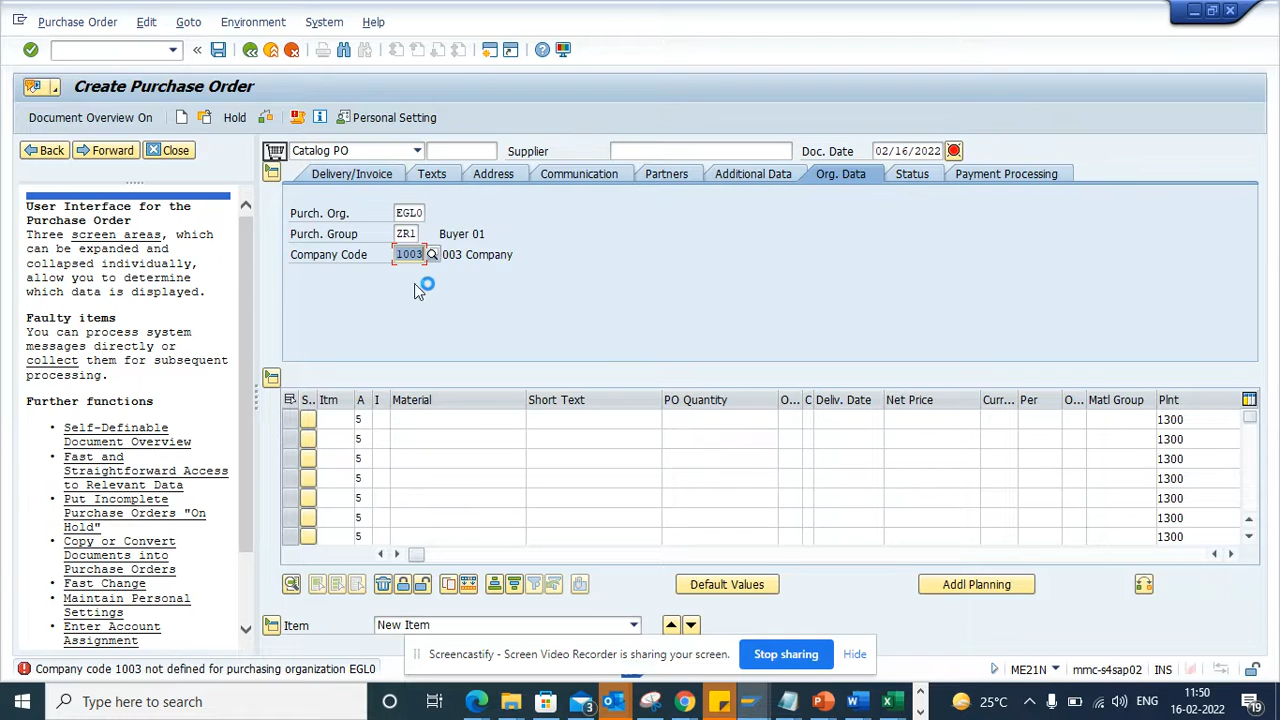 Purchase Order Edit Goto Environment System Help
Create Purchase Order
Document Overview On Hold Personal Setting
Back Forward Close
Catalog PO Supplier Doc. Date 02/16/2022
Delivery/Invoice Texts Address Communication Partners Additional Data Org. Data Status Payment Processing
User Interface for the
Purchase Order
Three screen areas, which
can be expanded and
collapsed individually,
allow you to determine
which data is displayed.
Faulty items
You can process system
messages directly or
collect them for subsequent
processing.
Further functions
• Self-Definable
Document Overview
• Fast and
Straightforward Access
to Relevant Data
• Put Incomplete
Purchase Orders "On
Hold"
• Copy or Convert
Documents into
Purchase Orders
• Fast Change
• Maintain Personal
Settings
• Enter Account
Assignment
Purch. Org. EGL0
Purch. Group ZR1 Buyer 01
Company Code 1003 003 Company
S.. Itm A I Material Short Text PO Quantity O... C Deliv. Date Net Price Curr... Per O... Matl Group Plnt
5 1300
5 1300
5 1300
5 1300
5 1300
5 1300
5 1300
Default Values Addl Planning
Item New Item
Screencastify - Screen Video Recorder is sharing your screen. Stop sharing Hide
Company code 1003 not defined for purchasing organization EGL0 ME21N mmc-s4sap02 INS
Type here to search 3 25°C ENG 11:50
16-02-2022 19